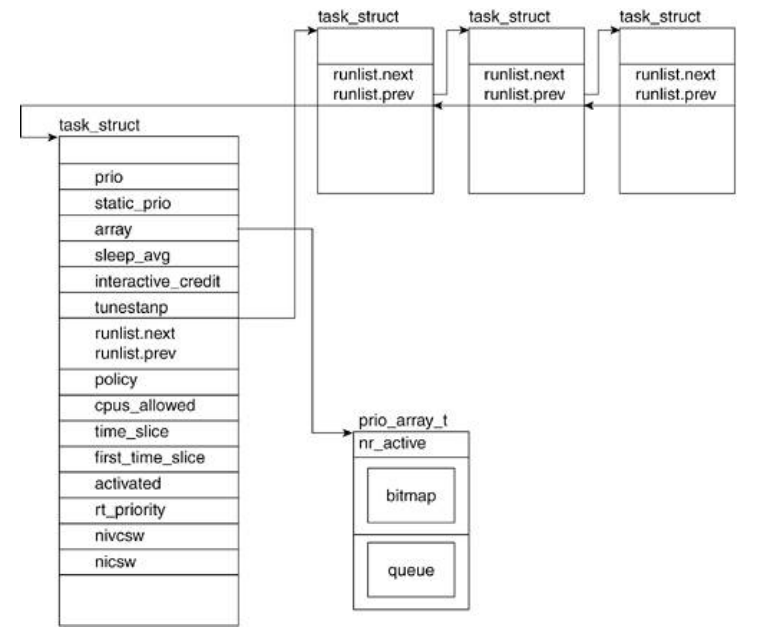 task_struct
task_struct
task_struct
runlist.next
runlist.prev
runlist.next
runlist.prev
runlist.next
runlist.prev
task_struct
prio
static_prio
array
sleep_avg
interactive_credit
tunestanp
runlist.next
runlist.prev
policy
cpus_allowed
time_slice
first_time_slice
activated
rt_priority
nivcsw
nicsw
prio_array_t
nr_active
bitmap
queue